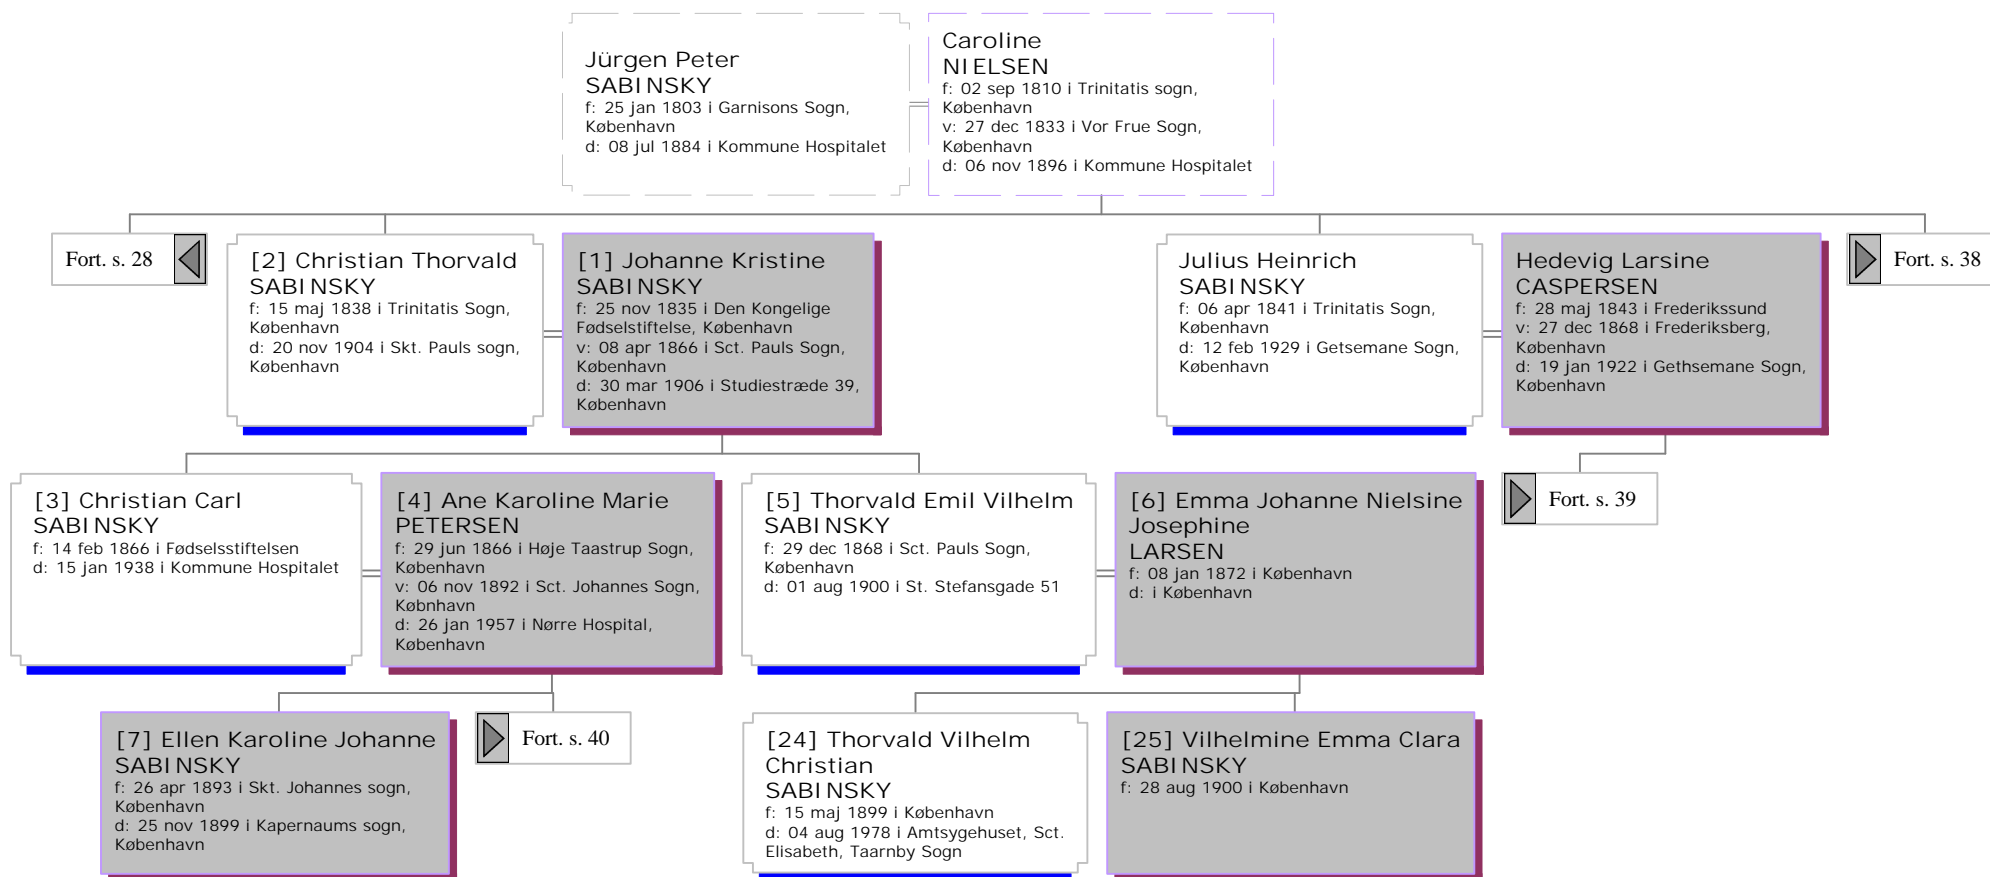 Jürgen Peter
SABINSKY
f: 25 jan 1803 i Garnisons Sogn,
København
d: 08 jul 1884 i Kommune Hospitalet
Caroline
NIELSEN
f: 02 sep 1810 i Trinitatis sogn,
København
v: 27 dec 1833 i Vor Frue Sogn,
København
d: 06 nov 1896 i Kommune Hospitalet
Fort. s. 28
[2] Christian Thorvald
SABINSKY
f: 15 maj 1838 i Trinitatis Sogn,
København
d: 20 nov 1904 i Skt. Pauls sogn,
København
[1] Johanne Kristine
SABINSKY
f: 25 nov 1835 i Den Kongelige
Fødselstiftelse, København
v: 08 apr 1866 i Sct. Pauls Sogn,
København
d: 30 mar 1906 i Studiestræde 39,
København
Julius Heinrich
SABINSKY
f: 06 apr 1841 i Trinitatis Sogn,
København
d: 12 feb 1929 i Getsemane Sogn,
København
Hedevig Larsine
CASPERSEN
f: 28 maj 1843 i Frederikssund
v: 27 dec 1868 i Frederiksberg,
København
d: 19 jan 1922 i Gethsemane Sogn,
København
Fort. s. 38
[3] Christian Carl
SABINSKY
f: 14 feb 1866 i Fødselsstiftelsen
d: 15 jan 1938 i Kommune Hospitalet
[4] Ane Karoline Marie
PETERSEN
f: 29 jun 1866 i Høje Taastrup Sogn,
København
v: 06 nov 1892 i Sct. Johannes Sogn,
Købnhavn
d: 26 jan 1957 i Nørre Hospital,
København
[5] Thorvald Emil Vilhelm
SABINSKY
f: 29 dec 1868 i Sct. Pauls Sogn,
København
d: 01 aug 1900 i St. Stefansgade 51
[6] Emma Johanne Nielsine
Josephine
LARSEN
f: 08 jan 1872 i København
d: i København
Fort. s. 39
[7] Ellen Karoline Johanne
SABINSKY
f: 26 apr 1893 i Skt. Johannes sogn,
København
d: 25 nov 1899 i Kapernaums sogn,
København
Fort. s. 40
[24] Thorvald Vilhelm
Christian
SABINSKY
f: 15 maj 1899 i København
d: 04 aug 1978 i Amtsygehuset, Sct.
Elisabeth, Taarnby Sogn
[25] Vilhelmine Emma Clara
SABINSKY
f: 28 aug 1900 i København